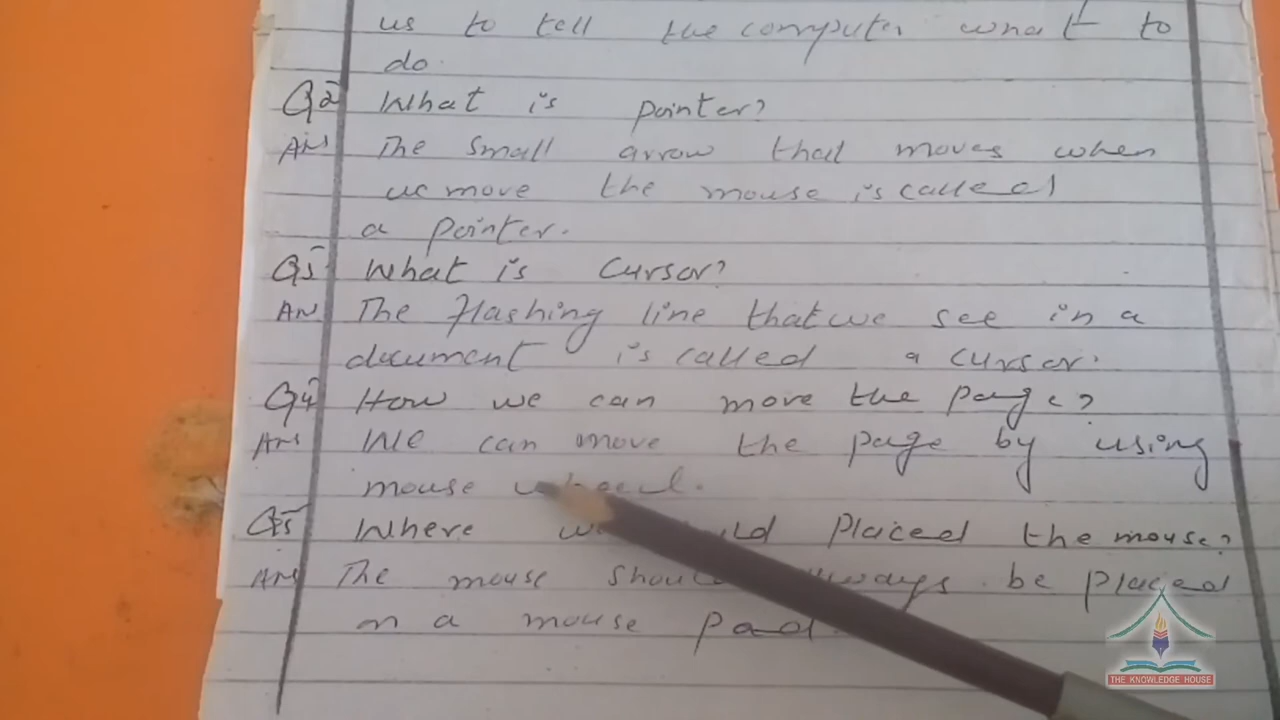 us to tell the computer what to
do.
Q2 What is pointer?
Ans The small arrow that moves when
we move the mouse is called
a pointer.
Q3 What is Cursor?
Ans The flashing line that we see in a
document is called a cursor.
Q4 How we can move the page?
Ans We can move the page by using
mouse wheel.
Q5 Where placed the mouse?
Ans The mouse always be placed
on a mouse pad
THE KNOWLEDGE HOUSE